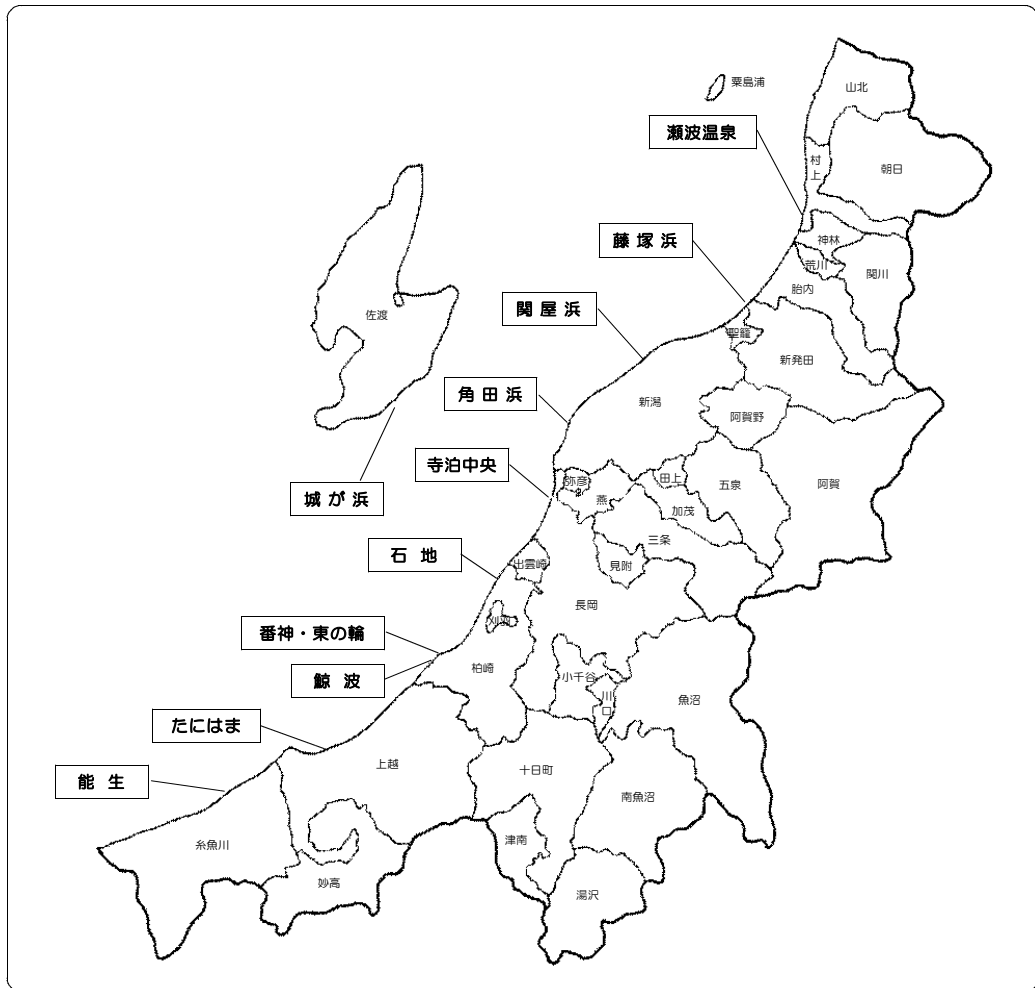 粟島浦
山北
瀬波温泉
村上
朝日
藤塚浜
神林
荒川
関川
胎内
関屋浜
佐渡
聖籠
新発田
角田浜
新潟
阿賀野
寺泊中央
城が浜
弥彦
燕
田上
五泉
阿賀
加茂
三条
石地
出雲崎
見附
長岡
刈羽
番神・東の輪
鯨波
柏崎
小千谷
川口
魚沼
たにはま
上越
十日町
能生
南魚沼
糸魚川
津南
妙高
湯沢